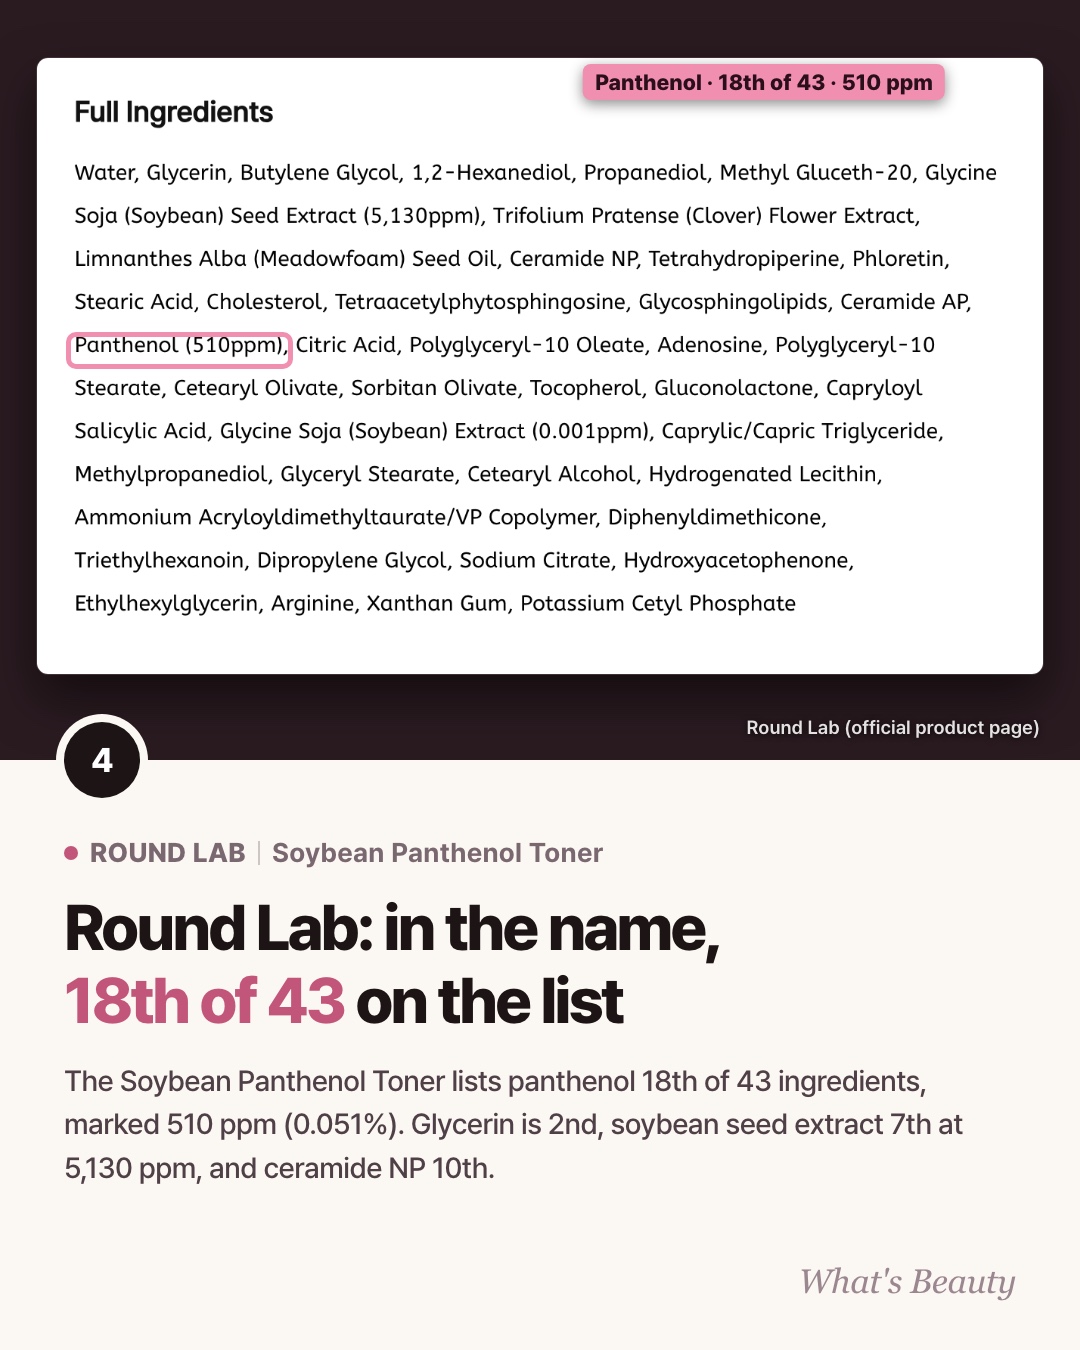 Panthenol · 18th of 43 · 510 ppm
Full Ingredients
Water, Glycerin, Butylene Glycol, 1,2-Hexanediol, Propanediol, Methyl Gluceth-20, Glycine
Soja (Soybean) Seed Extract (5,130ppm), Trifolium Pratense (Clover) Flower Extract,
Limnanthes Alba (Meadowfoam) Seed Oil, Ceramide NP, Tetrahydropiperine, Phloretin,
Stearic Acid, Cholesterol, Tetraacetylphytosphingosine, Glycosphingolipids, Ceramide AP,
Panthenol (510ppm), Citric Acid, Polyglyceryl-10 Oleate, Adenosine, Polyglyceryl-10
Stearate, Cetearyl Olivate, Sorbitan Olivate, Tocopherol, Gluconolactone, Capryloyl
Salicylic Acid, Glycine Soja (Soybean) Extract (0.001ppm), Caprylic/Capric Triglyceride,
Methylpropanediol, Glyceryl Stearate, Cetearyl Alcohol, Hydrogenated Lecithin,
Ammonium Acryloyldimethyltaurate/VP Copolymer, Diphenyldimethicone,
Triethylhexanoin, Dipropylene Glycol, Sodium Citrate, Hydroxyacetophenone,
Ethylhexylglycerin, Arginine, Xanthan Gum, Potassium Cetyl Phosphate
Round Lab (official product page)
4
ROUND LAB | Soybean Panthenol Toner
Round Lab: in the name,
18th of 43 on the list
The Soybean Panthenol Toner lists panthenol 18th of 43 ingredients,
marked 510 ppm (0.051%). Glycerin is 2nd, soybean seed extract 7th at
5,130 ppm, and ceramide NP 10th.
What's Beauty